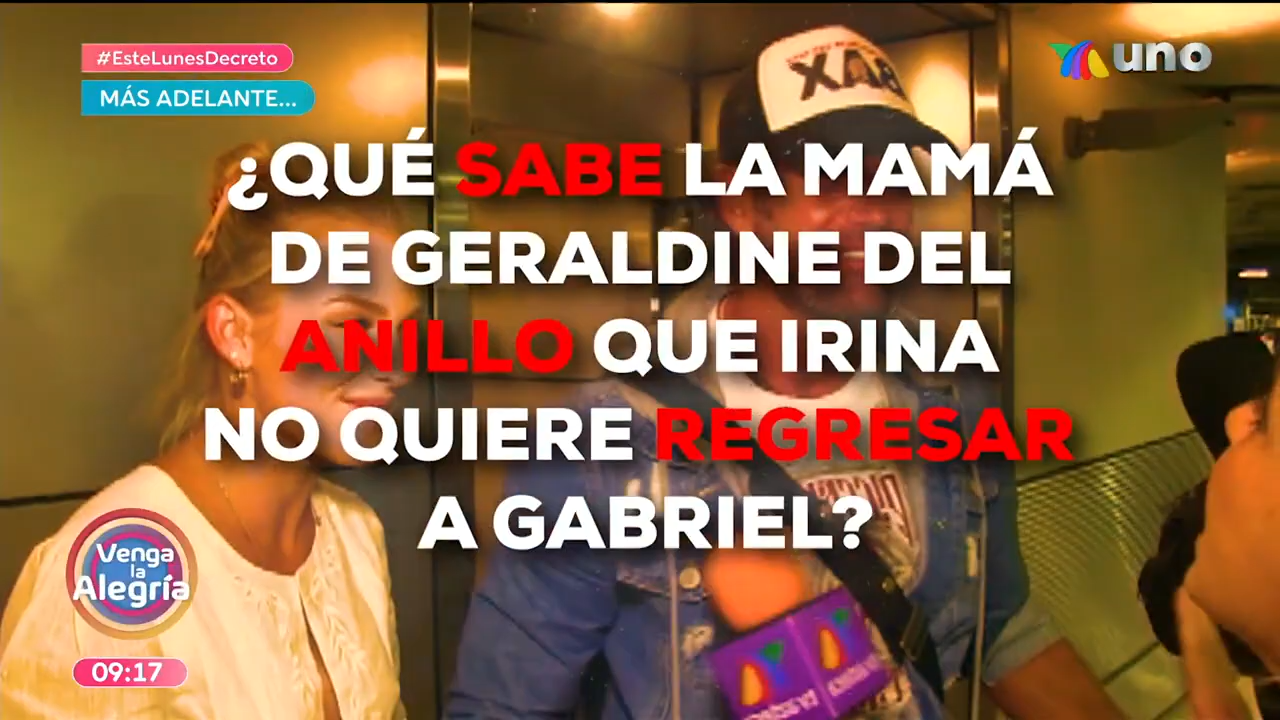 #EsteLunesDecreto
MÁS ADELANTE...
uno
¿QUÉ SABE LA MAMÁ
DE GERALDINE DEL
ANILLO QUE IRINA
NO QUIERE REGRESAR
A GABRIEL?
Venga
la
Alegría
09:17